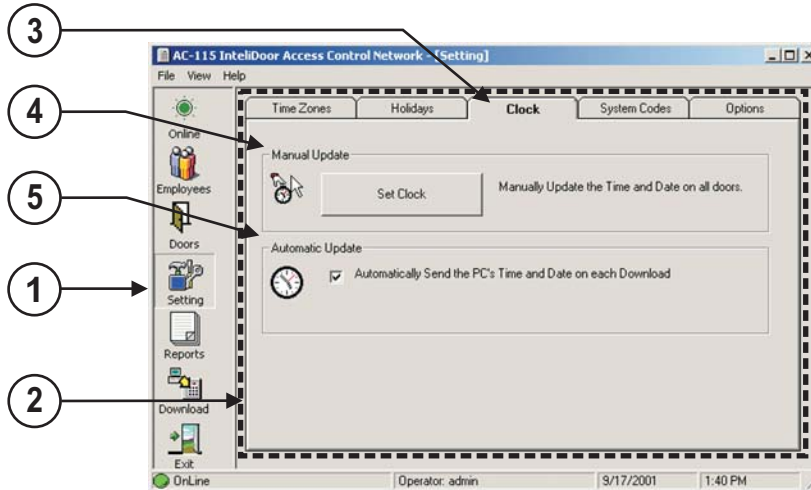 3
AC-115 InteliDoor Access Control Network - [Setting]
File View Help
4
Online
Employees
5
Doors
1
Setting
Reports
2
Download
Exit
Time Zones
Holidays
Clock
System Codes
Options
Manual Update
Set Clock
Manually Update the Time and Date on all doors.
Automatic Update
Automatically Send the PC's Time and Date on each Download
OnLine
Operator: admin
9/17/2001
1:40 PM